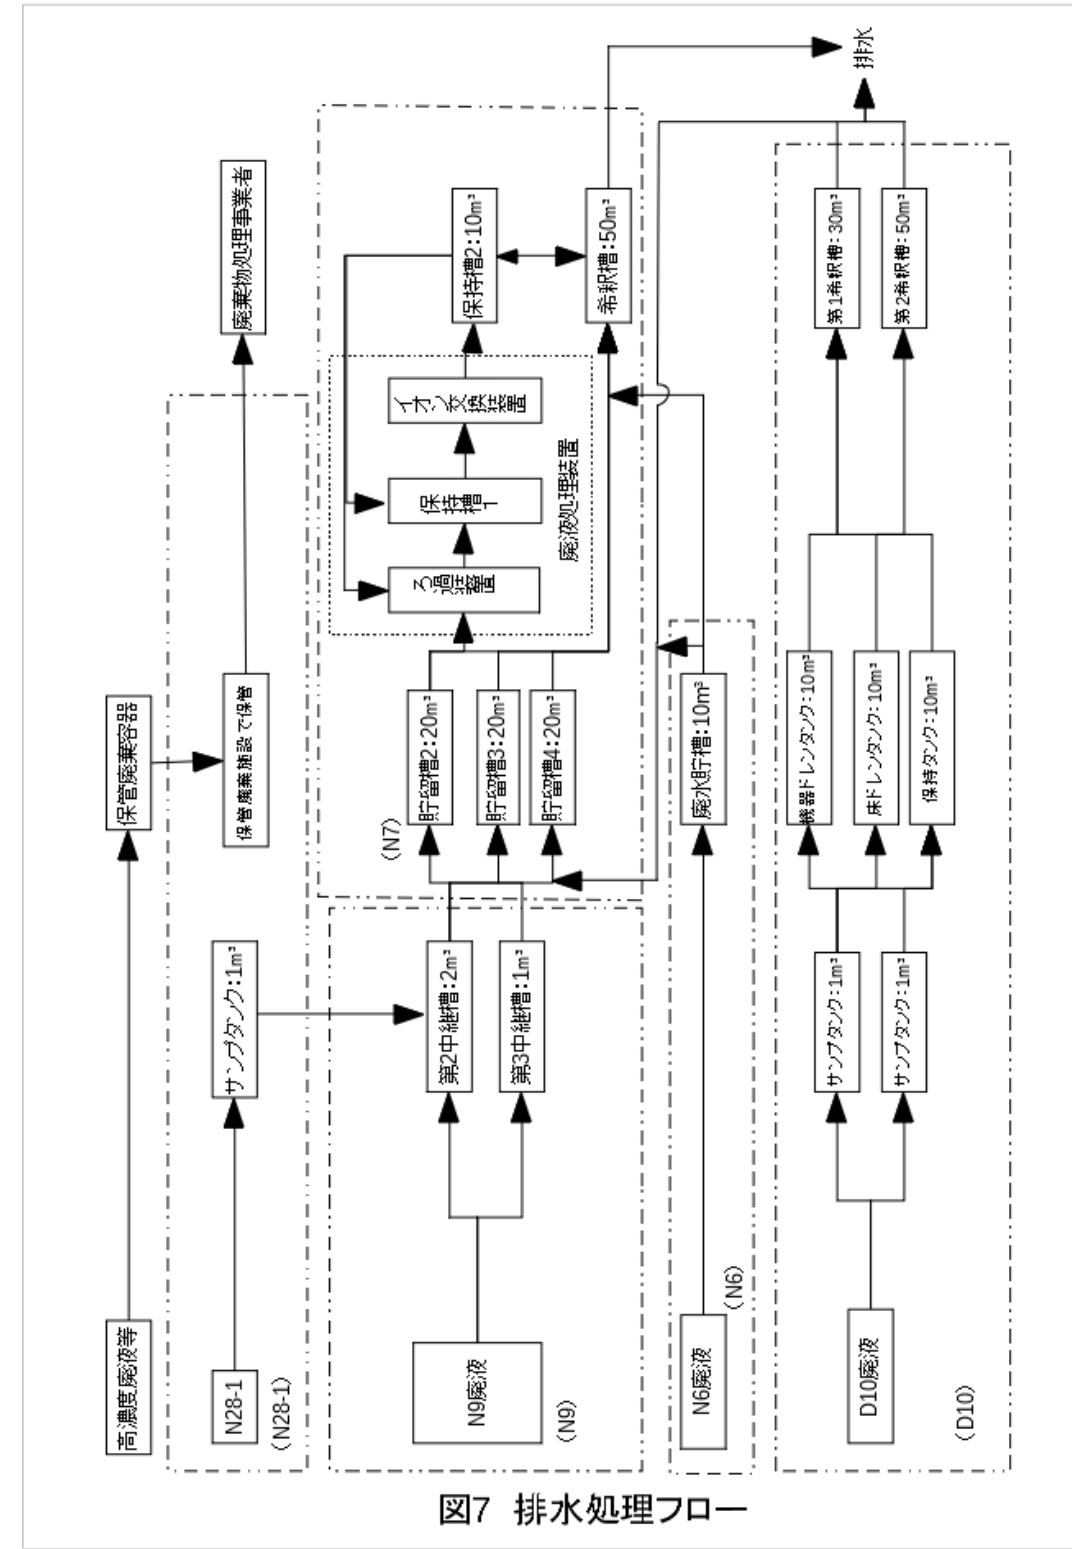 高濃度廃液等
保管廃棄容器
N28-1
(N28-1)
サンプタンク:1m³
保管廃棄施設で保管
廃棄物処理事業者
N9廃液
(N9)
第2中継槽:2m³
第3中継槽:1m³
(N7)
貯留槽2:20m³
貯留槽3:20m³
貯留槽4:20m³
ろ過装置
保持槽1
イオン交換装置
廃液処理装置
保持槽2:10m³
希釈槽:50m³
N6廃液
(N6)
廃水貯槽:10m³
D10廃液
(D10)
サンプタンク:1m³
サンプタンク:1m³
機器ドレンタンク:10m³
床ドレンタンク:10m³
保持タンク:10m³
第1希釈槽:30m³
第2希釈槽:50m³
排水
図7 排水処理フロー